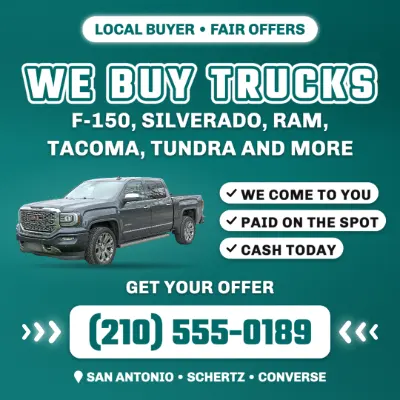 LOCAL BUYER • FAIR OFFERS
WE BUY TRUCKS
F-150, SILVERADO, RAM,
TACOMA, TUNDRA AND MORE
WE COME TO YOU
PAID ON THE SPOT
CASH TODAY
GET YOUR OFFER
(210) 555-0189
SAN ANTONIO • SCHERTZ • CONVERSE